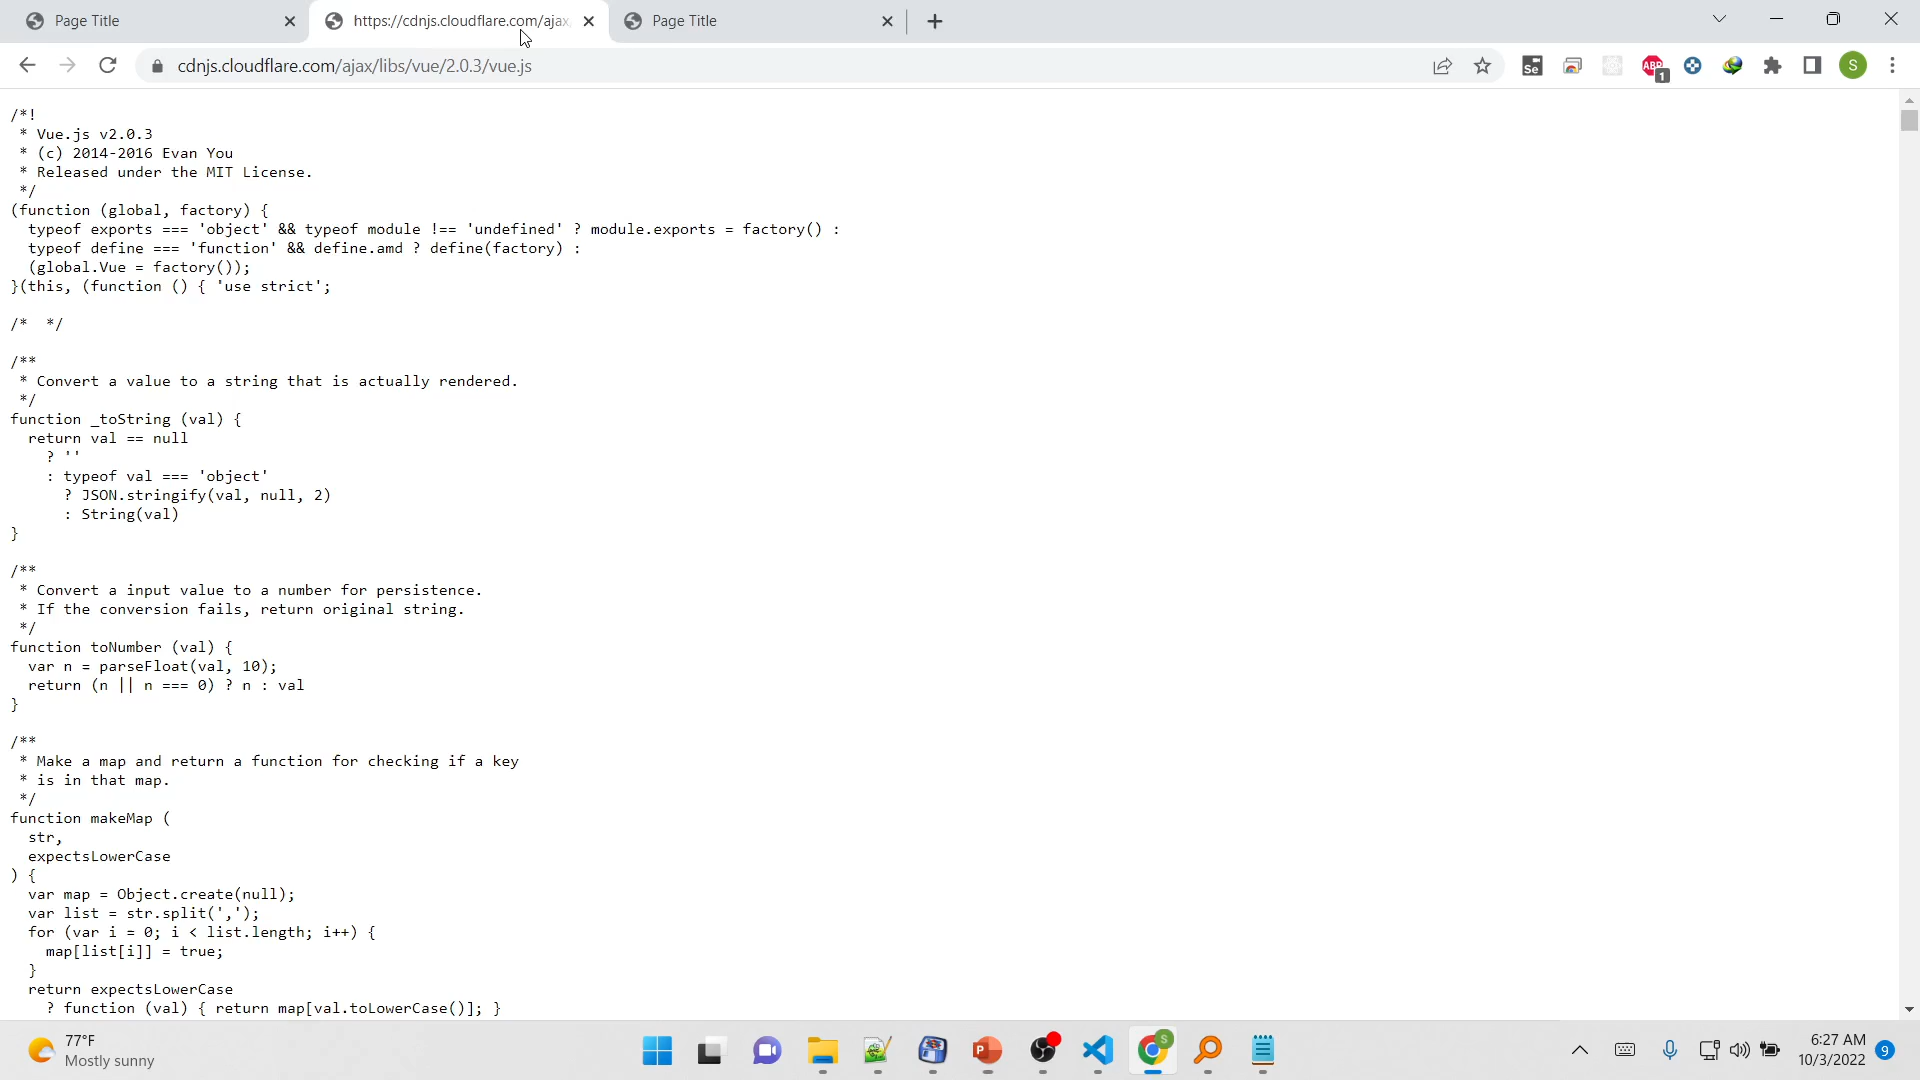 Page Title
https://cdnjs.cloudflare.com/ajax
Page Title
cdnjs.cloudflare.com/ajax/libs/vue/2.0.3/vue.js
Se
ABP
1
S
/*!
 * Vue.js v2.0.3
 * (c) 2014-2016 Evan You
 * Released under the MIT License.
 */
(function (global, factory) {
  typeof exports === 'object' && typeof module !== 'undefined' ? module.exports = factory() :
  typeof define === 'function' && define.amd ? define(factory) :
  (global.Vue = factory());
}(this, (function () { 'use strict';
/*  */
/**
 * Convert a value to a string that is actually rendered.
 */
function _toString (val) {
  return val == null
    ? ''
    : typeof val === 'object'
      ? JSON.stringify(val, null, 2)
      : String(val)
}
/**
 * Convert a input value to a number for persistence.
 * If the conversion fails, return original string.
 */
function toNumber (val) {
  var n = parseFloat(val, 10);
  return (n || n === 0) ? n : val
}
/**
 * Make a map and return a function for checking if a key
 * is in that map.
 */
function makeMap (
  str,
  expectsLowerCase
) {
  var map = Object.create(null);
  var list = str.split(',');
  for (var i = 0; i < list.length; i++) {
    map[list[i]] = true;
  }
  return expectsLowerCase
    ? function (val) { return map[val.toLowerCase()]; }
77°F
Mostly sunny
P
S
6:27 AM
10/3/2022
9